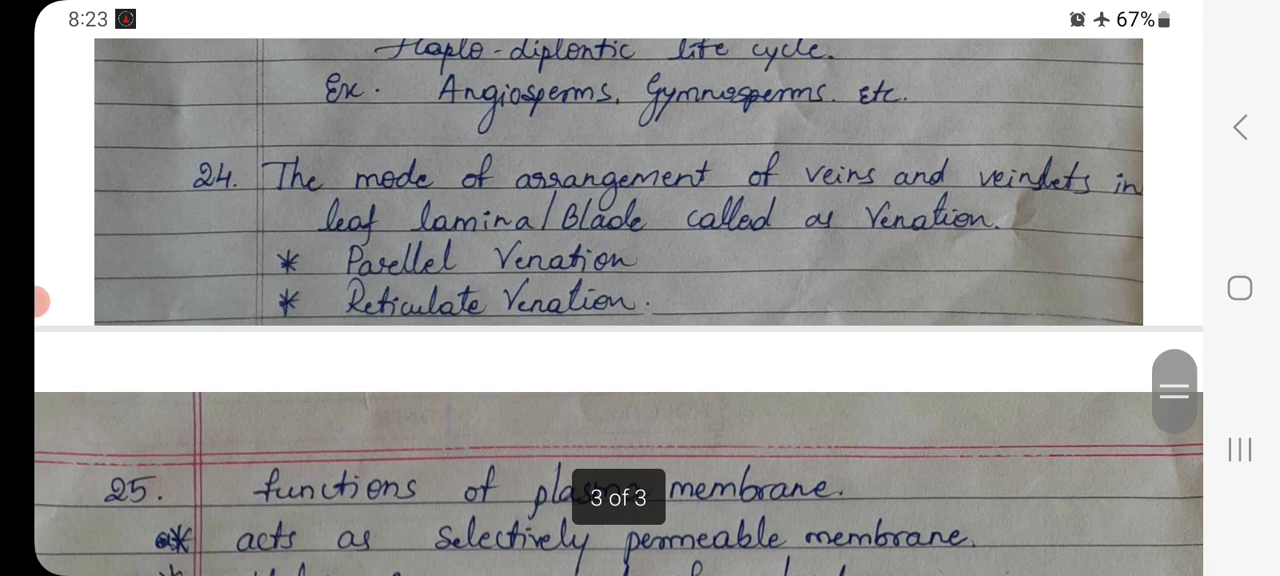 8:23
67%
Haplo-diplontic life cycle.
Ex. Angiosperms, Gymnosperms. Etc.
24. The mode of arrangement of veins and veinlets in
leaf lamina/Blade called as Venation.
* Parellel Venation
* Reticulate Venation.
25. functions of plasma membrane.
3 of 3
* acts as selectively permeable membrane.